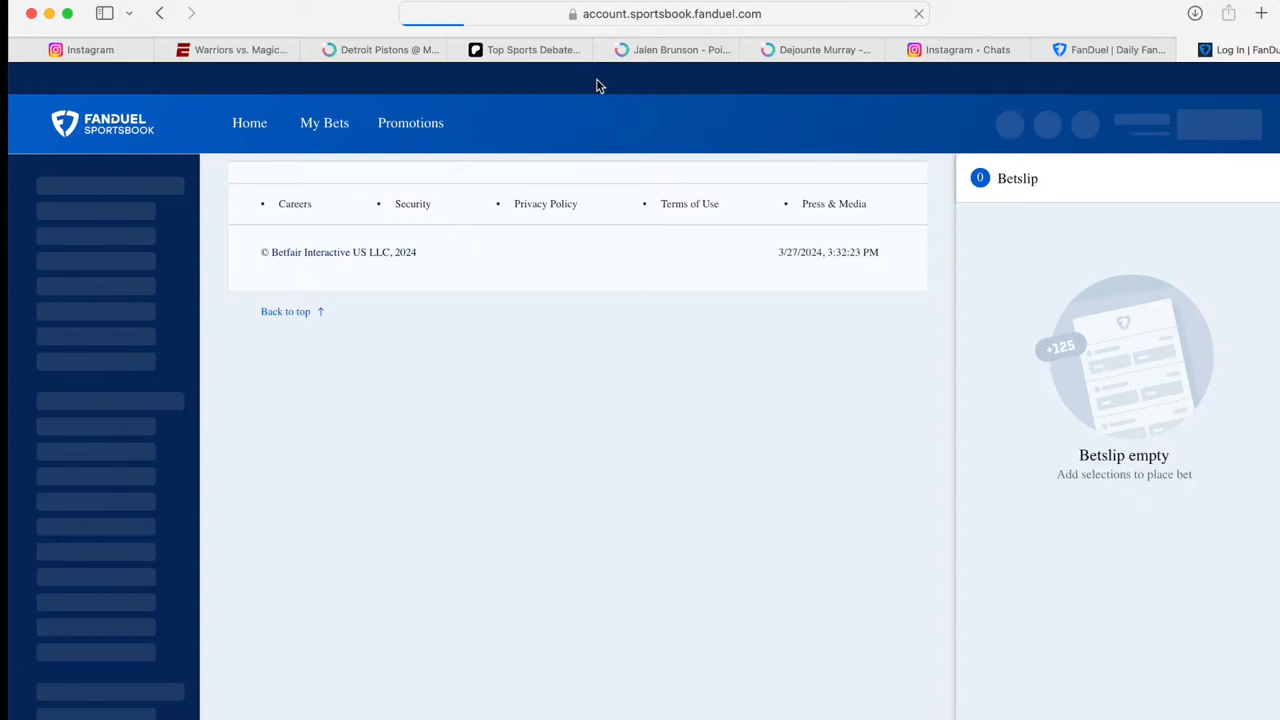 account.sportsbook.fanduel.com
Instagram
Warriors vs. Magic...
Detroit Pistons @ M...
Top Sports Debate...
Jalen Brunson - Poi...
Dejounte Murray -...
Instagram • Chats
FanDuel | Daily Fan...
Log In | FanDu
FANDUEL
SPORTSBOOK
Home
My Bets
Promotions
0
Betslip
• Careers
• Security
• Privacy Policy
• Terms of Use
• Press & Media
© Betfair Interactive US LLC, 2024
3/27/2024, 3:32:23 PM
Back to top ↑
+125
Betslip empty
Add selections to place bet